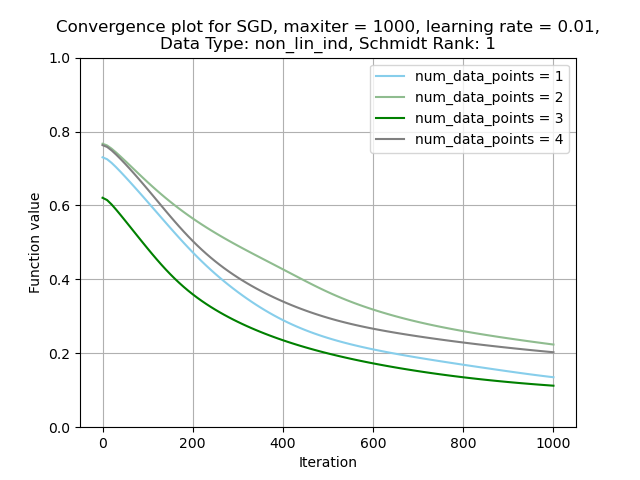 Convergence plot for SGD, maxiter = 1000, learning rate = 0.01,
Data Type: non_lin_ind, Schmidt Rank: 1
1.0
0.8
0.6
0.4
0.2
0.0
Function value
num_data_points = 1
num_data_points = 2
num_data_points = 3
num_data_points = 4
0 200 400 600 800 1000
Iteration